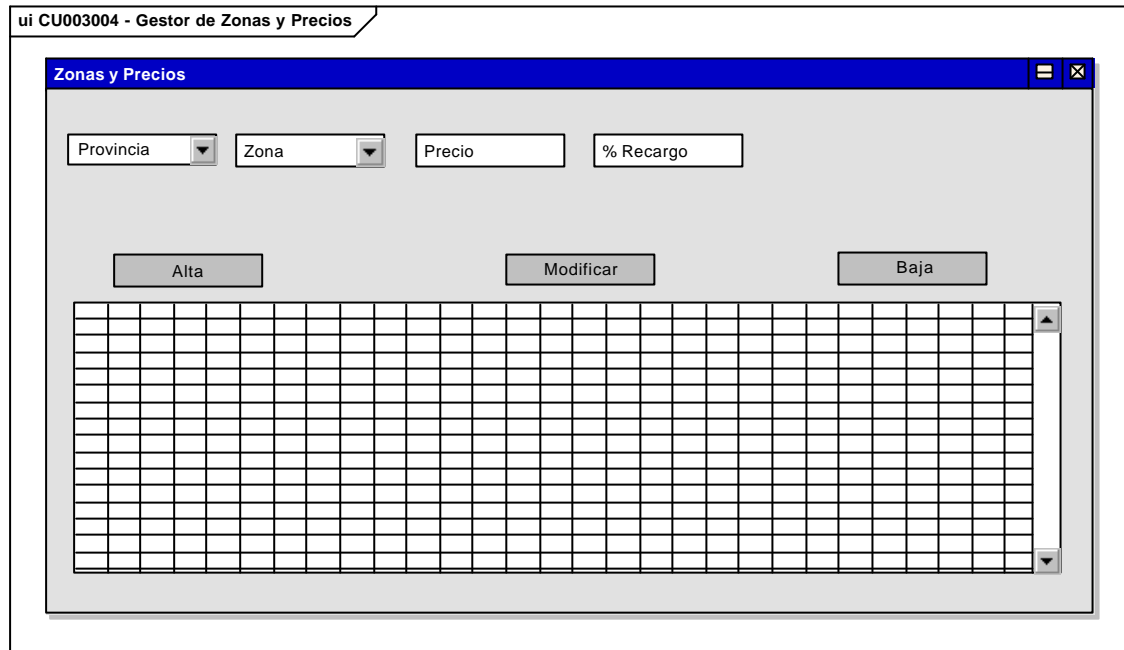 ui CU003004 - Gestor de Zonas y Precios
Zonas y Precios
Provincia
Zona
Precio
% Recargo
Alta
Modificar
Baja